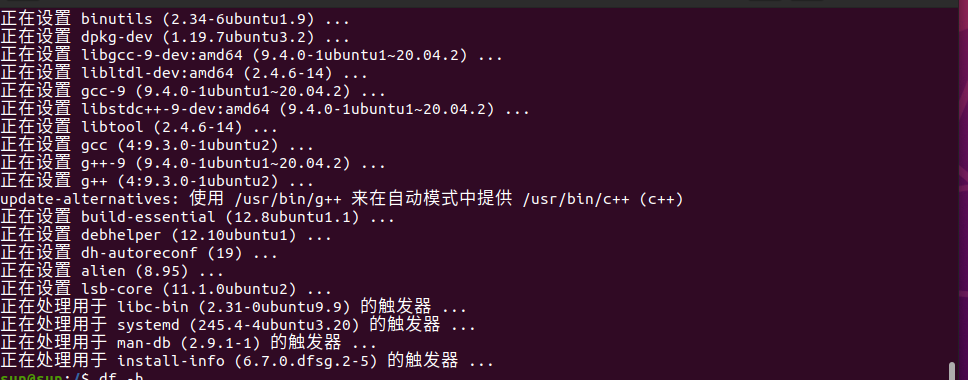 正在设置 binutils (2.34-6ubuntu1.9) ...
正在设置 dpkg-dev (1.19.7ubuntu3.2) ...
正在设置 libgcc-9-dev:amd64 (9.4.0-1ubuntu1~20.04.2) ...
正在设置 libltdl-dev:amd64 (2.4.6-14) ...
正在设置 gcc-9 (9.4.0-1ubuntu1~20.04.2) ...
正在设置 libstdc++-9-dev:amd64 (9.4.0-1ubuntu1~20.04.2) ...
正在设置 libtool (2.4.6-14) ...
正在设置 gcc (4:9.3.0-1ubuntu2) ...
正在设置 g++-9 (9.4.0-1ubuntu1~20.04.2) ...
正在设置 g++ (4:9.3.0-1ubuntu2) ...
update-alternatives: 使用 /usr/bin/g++ 来在自动模式中提供 /usr/bin/c++ (c++)
正在设置 build-essential (12.8ubuntu1.1) ...
正在设置 debhelper (12.10ubuntu1) ...
正在设置 dh-autoreconf (19) ...
正在设置 alien (8.95) ...
正在设置 lsb-core (11.1.0ubuntu2) ...
正在处理用于 libc-bin (2.31-0ubuntu9.9) 的触发器 ...
正在处理用于 systemd (245.4-4ubuntu3.20) 的触发器 ...
正在处理用于 man-db (2.9.1-1) 的触发器 ...
正在处理用于 install-info (6.7.0.dfsg.2-5) 的触发器 ...
sun@sun:/$ df -h